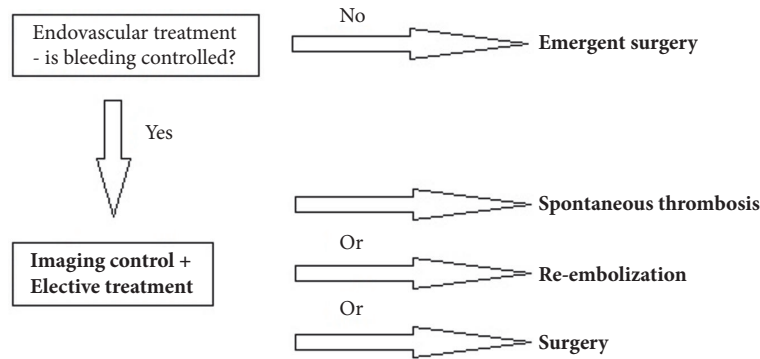 Endovascular treatment
- is bleeding controlled?
No
Emergent surgery
Yes
Imaging control +
Elective treatment
Spontaneous thrombosis
Or
Re-embolization
Or
Surgery